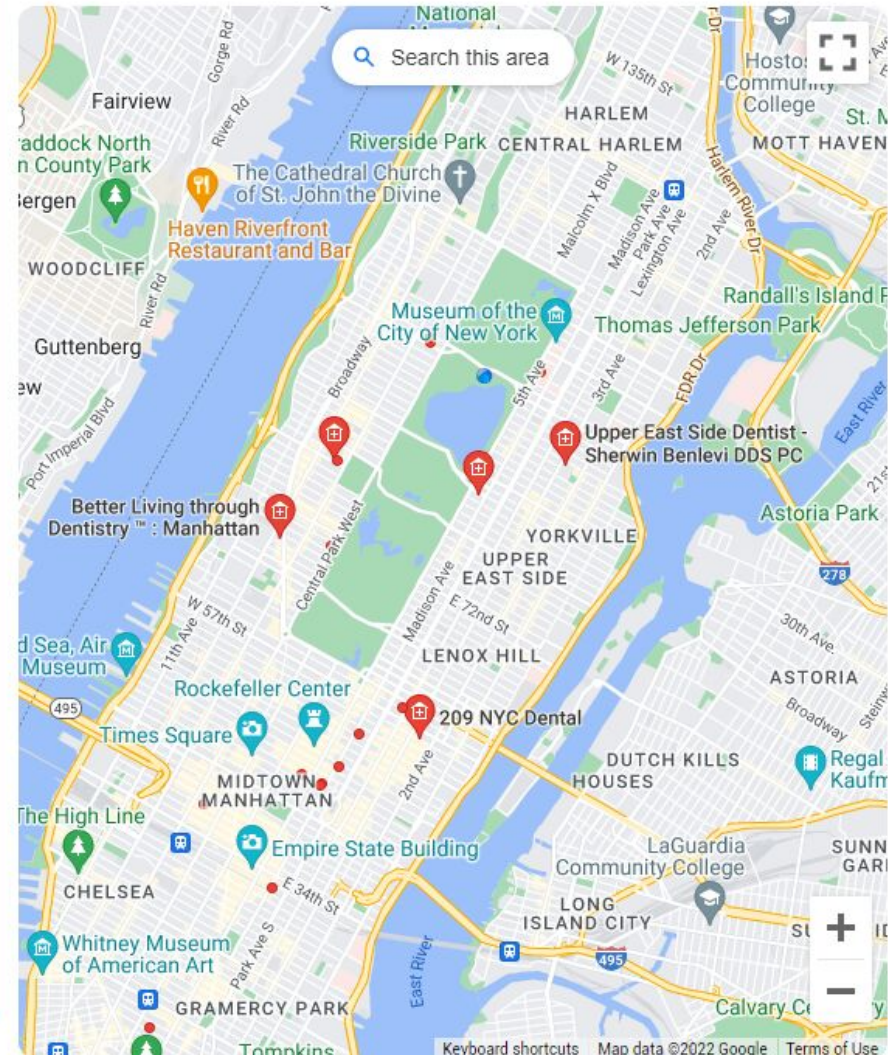 National
Search this area
Gorge Rd
r Dr
W 135th St
Hostos
Community
College
Fairview
River Rd
HARLEM
St. M
addock North
n County Park
Riverside Park
CENTRAL HARLEM
MOTT HAVEN
The Cathedral Church
of St. John the Divine
Bergen
Malcolm X Blvd
Madison Ave
Park Ave
Lexington Ave
2nd Ave
Harlem River Dr
Haven Riverfront
Restaurant and Bar
WOODCLIFF
River Rd
Randall's Island P
Museum of the
City of New York
Thomas Jefferson Park
Guttenberg
Broadway
5th Ave
3rd Ave
FDR Dr
ew
East River
Port Imperial Blvd
Upper East Side Dentist -
Sherwin Benlevi DDS PC
21st
Better Living through
Dentistry ™ : Manhattan
Astoria Park
Central Park West
YORKVILLE
UPPER
EAST SIDE
278
W 57th St
Madison Ave
E 72nd St
30th Ave.
11th Ave
d Sea, Air
Museum
LENOX HILL
ASTORIA
Rockefeller Center
495
Broadway
Steinw
209 NYC Dental
Times Square
2nd Ave
DUTCH KILLS
HOUSES
Regal
Kaufm
MIDTOWN
MANHATTAN
The High Line
Empire State Building
LaGuardia
Community College
SUNN
GAR
CHELSEA
E 34th St
LONG
ISLAND CITY
Whitney Museum
of American Art
Park Ave S
East River
495
GRAMERCY PARK
Calvary Ce
ry
Tompkins
Keyboard shortcuts
Map data ©2022 Google
Terms of Use